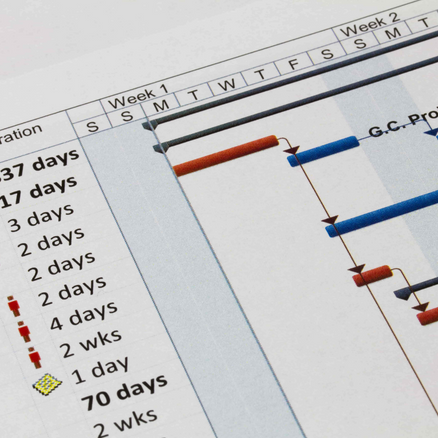 Week 1
Week 2
S S M T W T F S S M T
ration
37 days
17 days
3 days
2 days
2 days
2 days
4 days
2 wks
1 day
70 days
2 wks
G.C. Pro